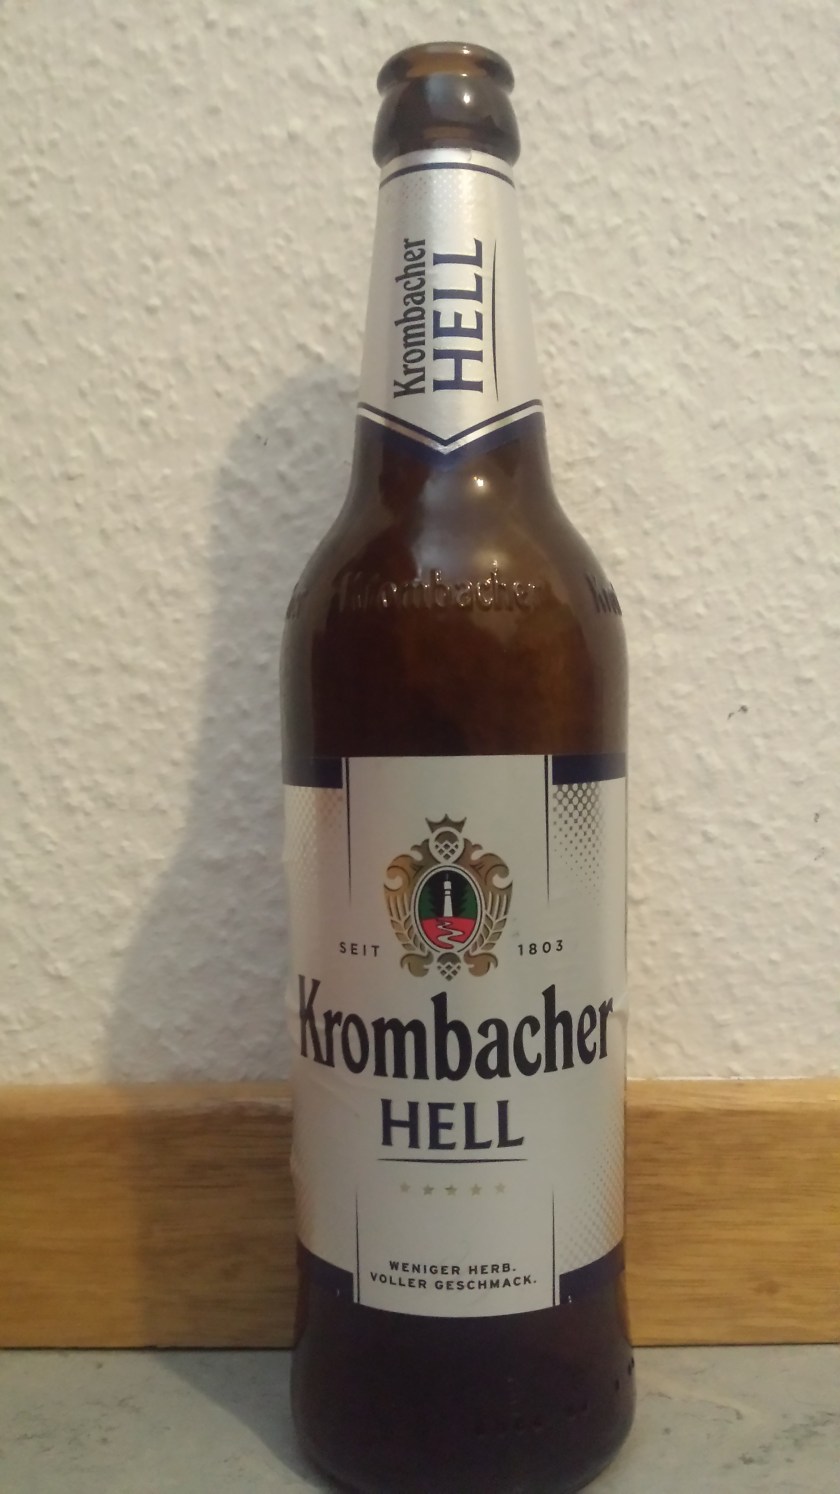 Krombacher
HELL
Krombacher
SEIT 1803
Krombacher
HELL
WENIGER HERB.
VOLLER GESCHMACK.